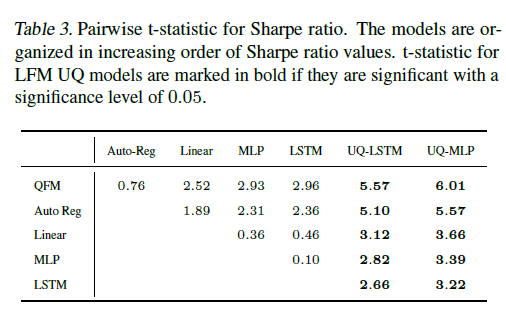 Table 3. Pairwise t-statistic for Sharpe ratio. The models are or-
ganized in increasing order of Sharpe ratio values. t-statistic for
LFM UQ models are marked in bold if they are significant with a
significance level of 0.05.
Auto-Reg Linear MLP LSTM UQ-LSTM UQ-MLP
QFM 0.76 2.52 2.93 2.96 5.57 6.01
Auto Reg 1.89 2.31 2.36 5.10 5.57
Linear 0.36 0.46 3.12 3.66
MLP 0.10 2.82 3.39
LSTM 2.66 3.22